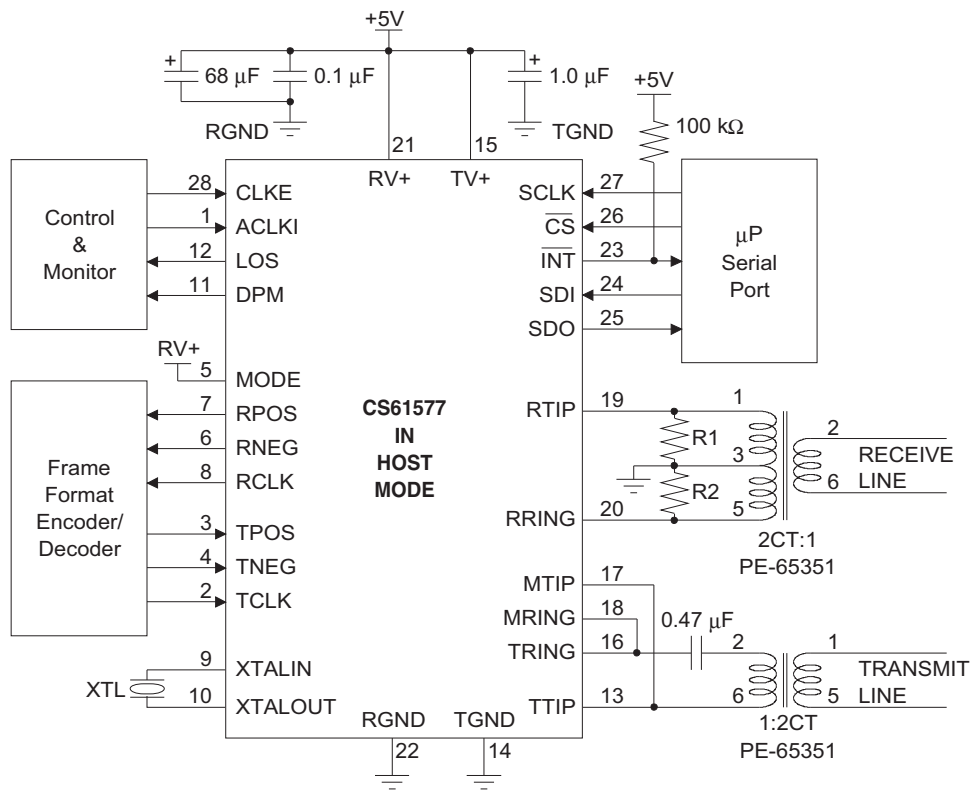 +5V
+
68 μF
0.1 μF
+
1.0 μF
+5V
RGND
TGND
100 kΩ
21
15
RV+
TV+
Control
&
Monitor
28
CLKE
1
ACLKI
12
LOS
11
DPM
SCLK
27
CS
26
INT
23
SDI
24
SDO
25
μP
Serial
Port
RV+
5
MODE
7
RPOS
6
RNEG
8
RCLK
3
TPOS
4
TNEG
2
TCLK
Frame
Format
Encoder/
Decoder
CS61577
IN
HOST
MODE
RTIP
19
R1
R2
RRING
20
1
3
5
2
6
RECEIVE
LINE
2CT:1
PE-65351
MTIP
17
MRING
18
TRING
16
TTIP
13
0.47 μF
2
6
1
5
TRANSMIT
LINE
1:2CT
PE-65351
XTL
9
XTALIN
10
XTALOUT
RGND
TGND
22
14